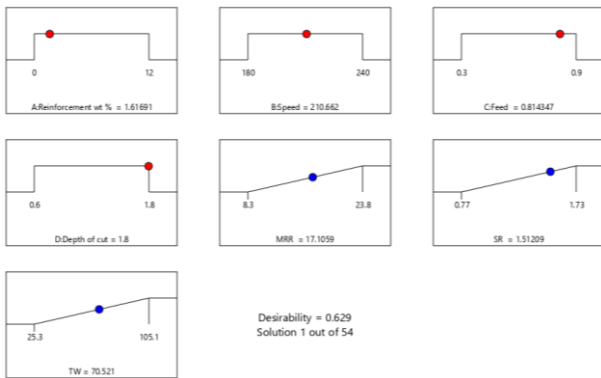 0 12
A:Reinforcement wt % = 1.61691
180 240
B:Speed = 210.662
0.3 0.9
C:Feed = 0.814347
0.6 1.8
D:Depth of cut = 1.8
8.3 23.8
MRR = 17.1059
0.77 1.73
SR = 1.51209
25.3 105.1
TW = 70.521
Desirability = 0.629
Solution 1 out of 54